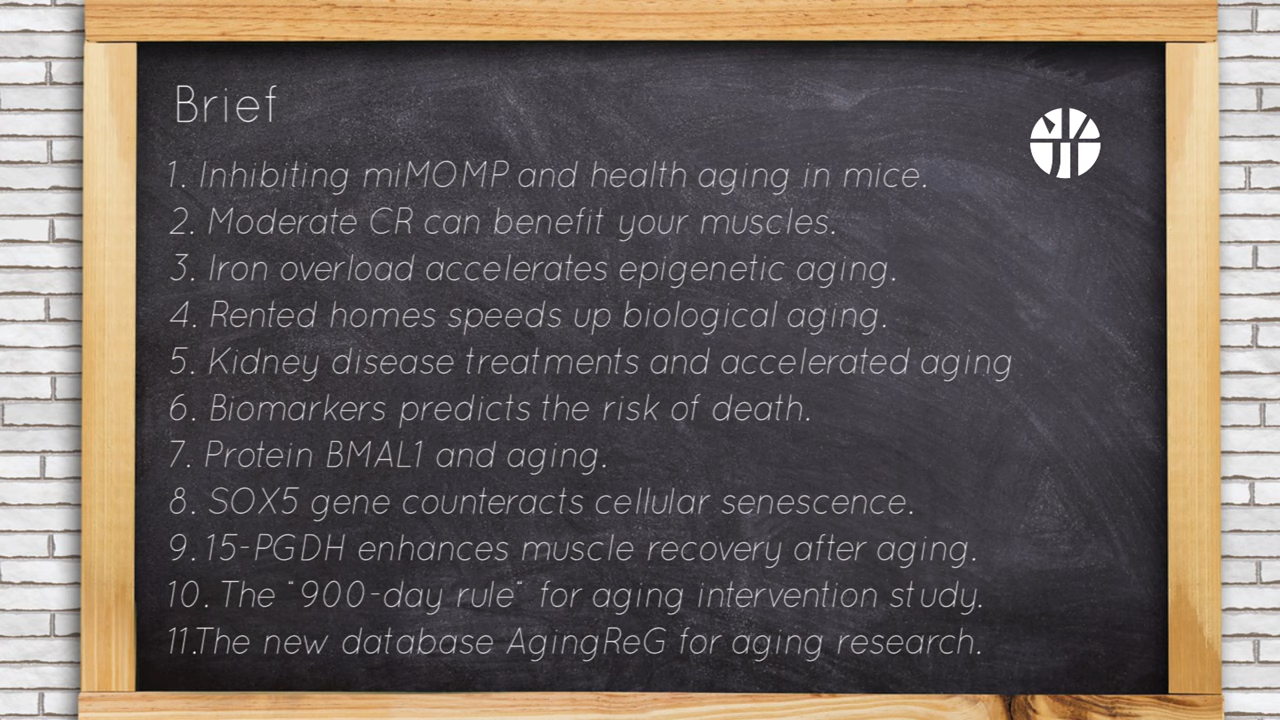 Brief
1. Inhibiting miMOMP and health aging in mice.
2. Moderate CR can benefit your muscles.
3. Iron overload accelerates epigenetic aging.
4. Rented homes speeds up biological aging.
5. Kidney disease treatments and accelerated aging
6. Biomarkers predicts the risk of death.
7. Protein BMAL1 and aging.
8. SOX5 gene counteracts cellular senescence.
9. 15-PGDH enhances muscle recovery after aging.
10. The "900-day rule" for aging intervention study.
11.The new database AgingReG for aging research.